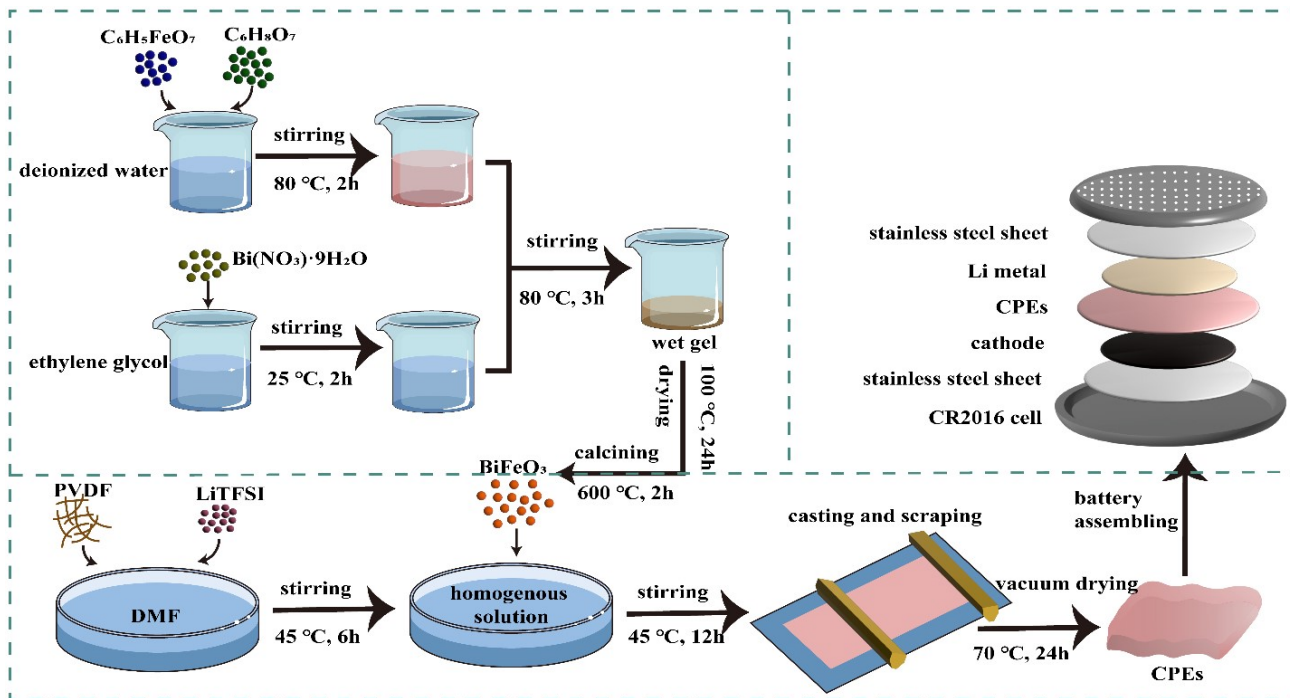 C₆H₅FeO₇
C₆H₈O₇
deionized water
stirring
80 ℃, 2h
Bi(NO₃)·9H₂O
ethylene glycol
stirring
25 ℃, 2h
stirring
80 ℃, 3h
wet gel
drying
100 ℃, 24h
calcining
600 ℃, 2h
BiFeO₃
stainless steel sheet
Li metal
CPEs
cathode
stainless steel sheet
CR2016 cell
PVDF
LiTFSI
DMF
stirring
45 ℃, 6h
homogenous
solution
stirring
45 ℃, 12h
casting and scraping
vacuum drying
70 ℃, 24h
CPEs
battery
assembling